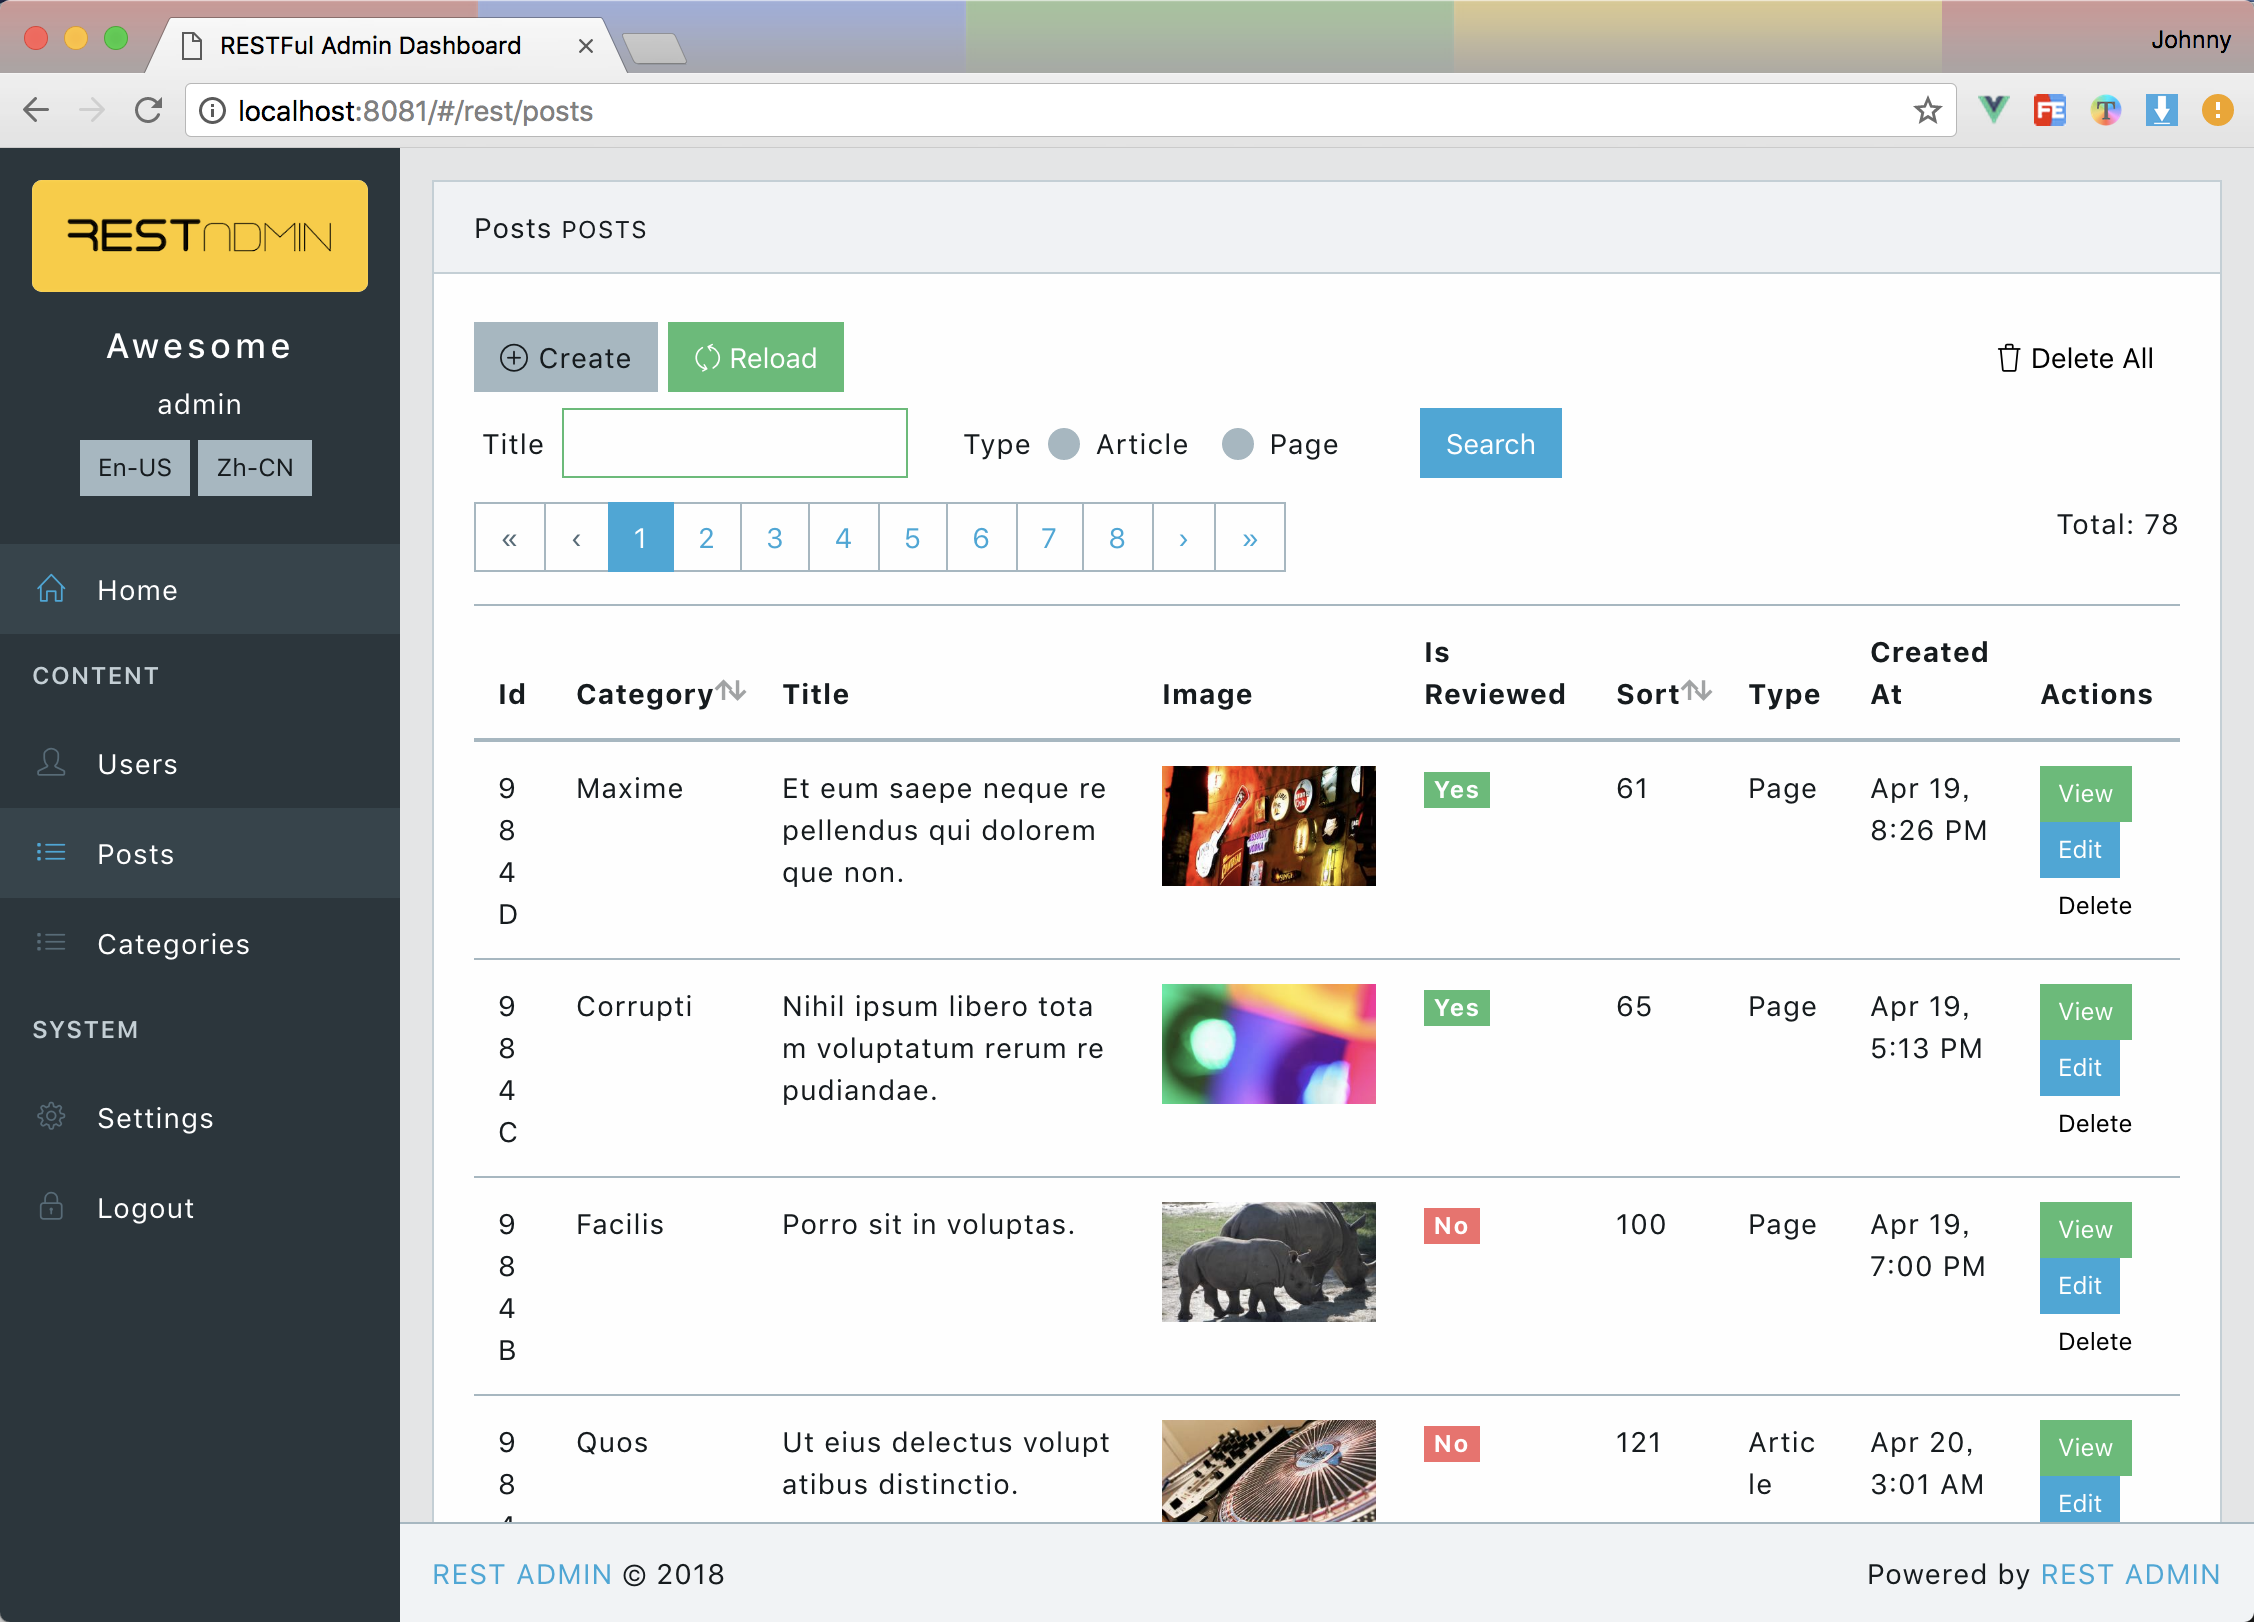 RESTFul Admin Dashboard
Johnny
localhost:8081/#/rest/posts
FE
T
RESTADMIN
Awesome
admin
En-US Zh-CN
Home
CONTENT
Users
Posts
Categories
SYSTEM
Settings
Logout
Posts POSTS
Create Reload Delete All
Title Type Article Page Search
« ‹ 1 2 3 4 5 6 7 8 › »
Total: 78
Id Category Title Image Is Reviewed Sort Type Created At Actions
984D Maxime Et eum saepe neque re
pellendus qui dolorem
que non.
Yes 61 Page Apr 19,
8:26 PM
View
Edit
Delete
984C Corrupti Nihil ipsum libero tota
m voluptatum rerum re
pudiandae.
Yes 65 Page Apr 19,
5:13 PM
View
Edit
Delete
984B Facilis Porro sit in voluptas.
No 100 Page Apr 19,
7:00 PM
View
Edit
Delete
984 Quos Ut eius delectus volupt
atibus distinctio.
No 121 Artic
le
Apr 20,
3:01 AM
View
Edit
REST ADMIN © 2018
Powered by REST ADMIN